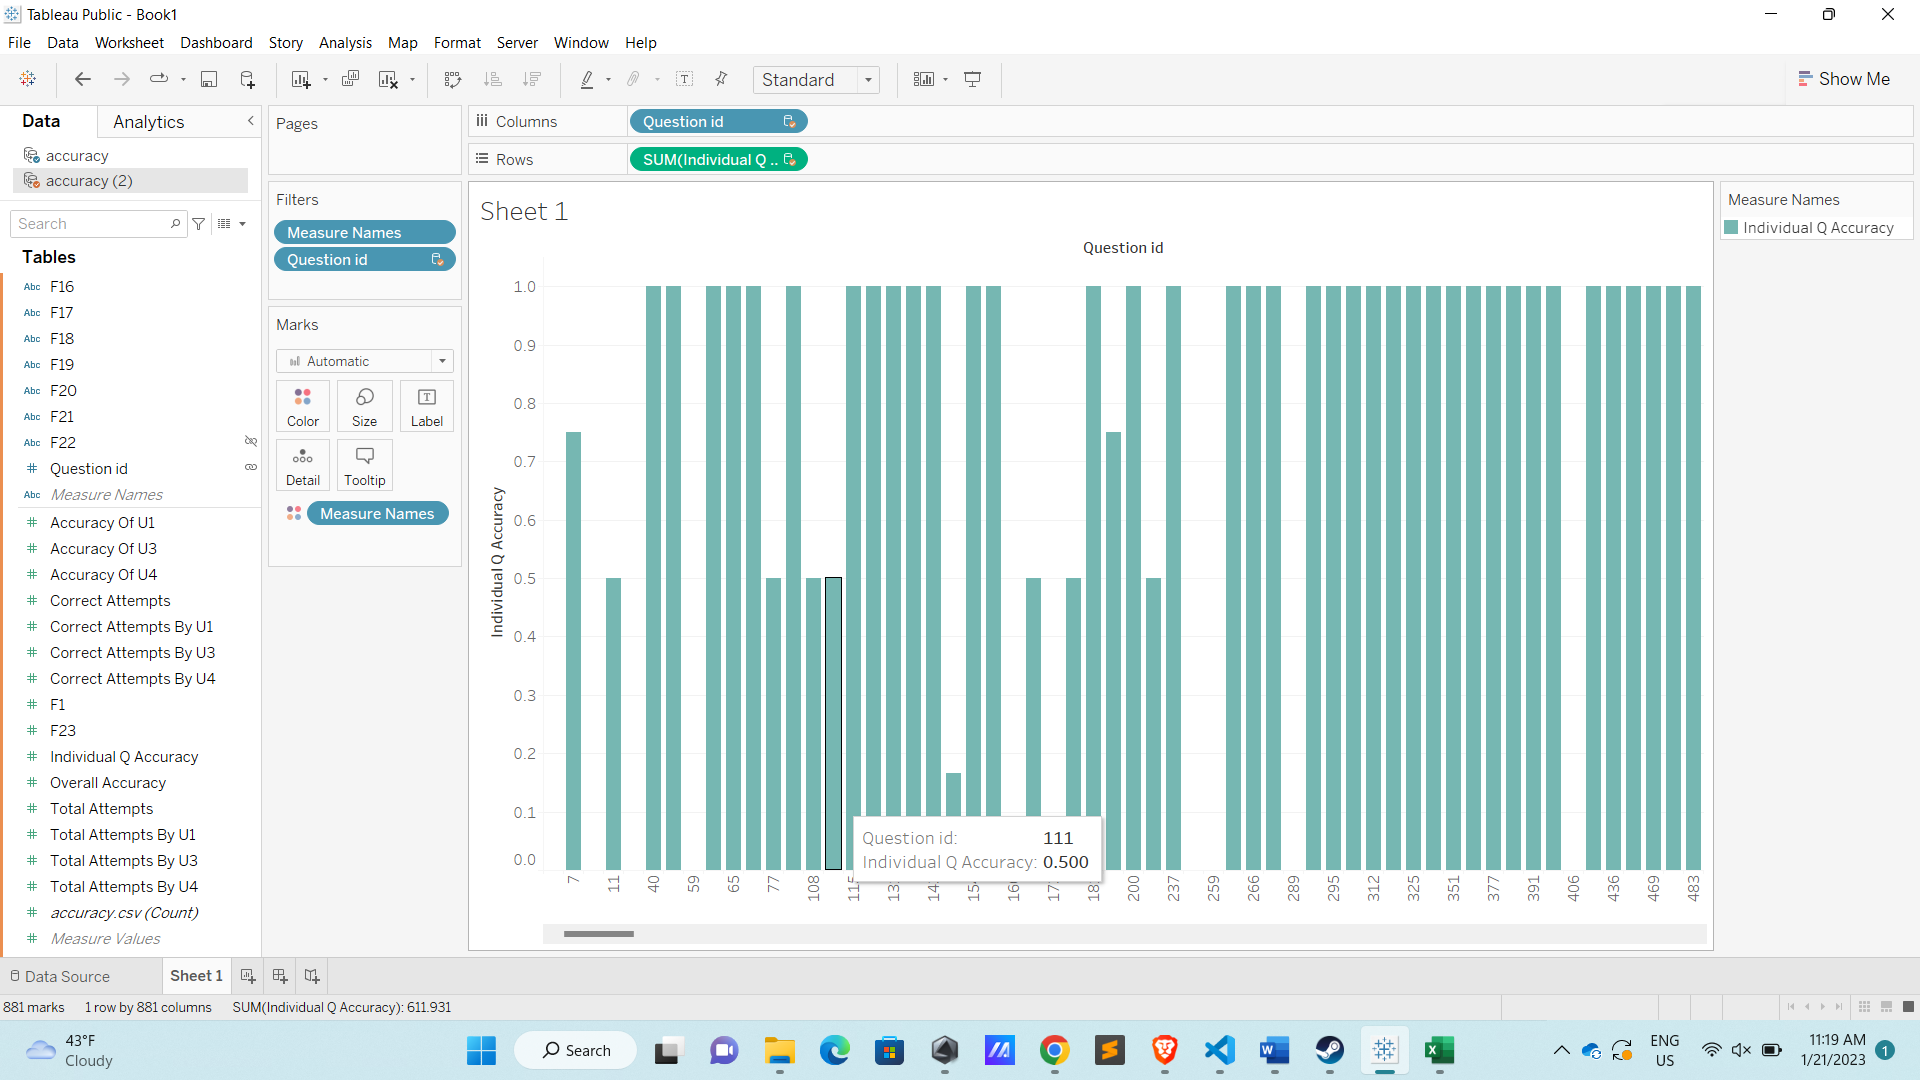 Tableau Public - Book1
File Data Worksheet Dashboard Story Analysis Map Format Server Window Help
Standard
Show Me
Data Analytics
accuracy
accuracy (2)
Search
Tables
Abc F16
Abc F17
Abc F18
Abc F19
Abc F20
Abc F21
Abc F22
# Question id
Abc Measure Names
# Accuracy Of U1
# Accuracy Of U3
# Accuracy Of U4
# Correct Attempts
# Correct Attempts By U1
# Correct Attempts By U3
# Correct Attempts By U4
# F1
# F23
# Individual Q Accuracy
# Overall Accuracy
# Total Attempts
# Total Attempts By U1
# Total Attempts By U3
# Total Attempts By U4
# accuracy.csv (Count)
# Measure Values
Pages
Filters
Measure Names
Question id
Marks
Automatic
Color Size Label
Detail Tooltip
Measure Names
Columns Question id
Rows SUM(Individual Q ..
Sheet 1
Question id
Individual Q Accuracy
1.0
0.9
0.8
0.7
0.6
0.5
0.4
0.3
0.2
0.1
0.0
Question id: 111
Individual Q Accuracy: 0.500
7 11 40 59 65 77 108 200 237 259 266 289 295 312 325 351 377 391 406 436 469 483
Measure Names
Individual Q Accuracy
Data Source Sheet 1
881 marks 1 row by 881 columns SUM(Individual Q Accuracy): 611.931
43°F
Cloudy
Search
ENG
US
11:19 AM
1/21/2023
1